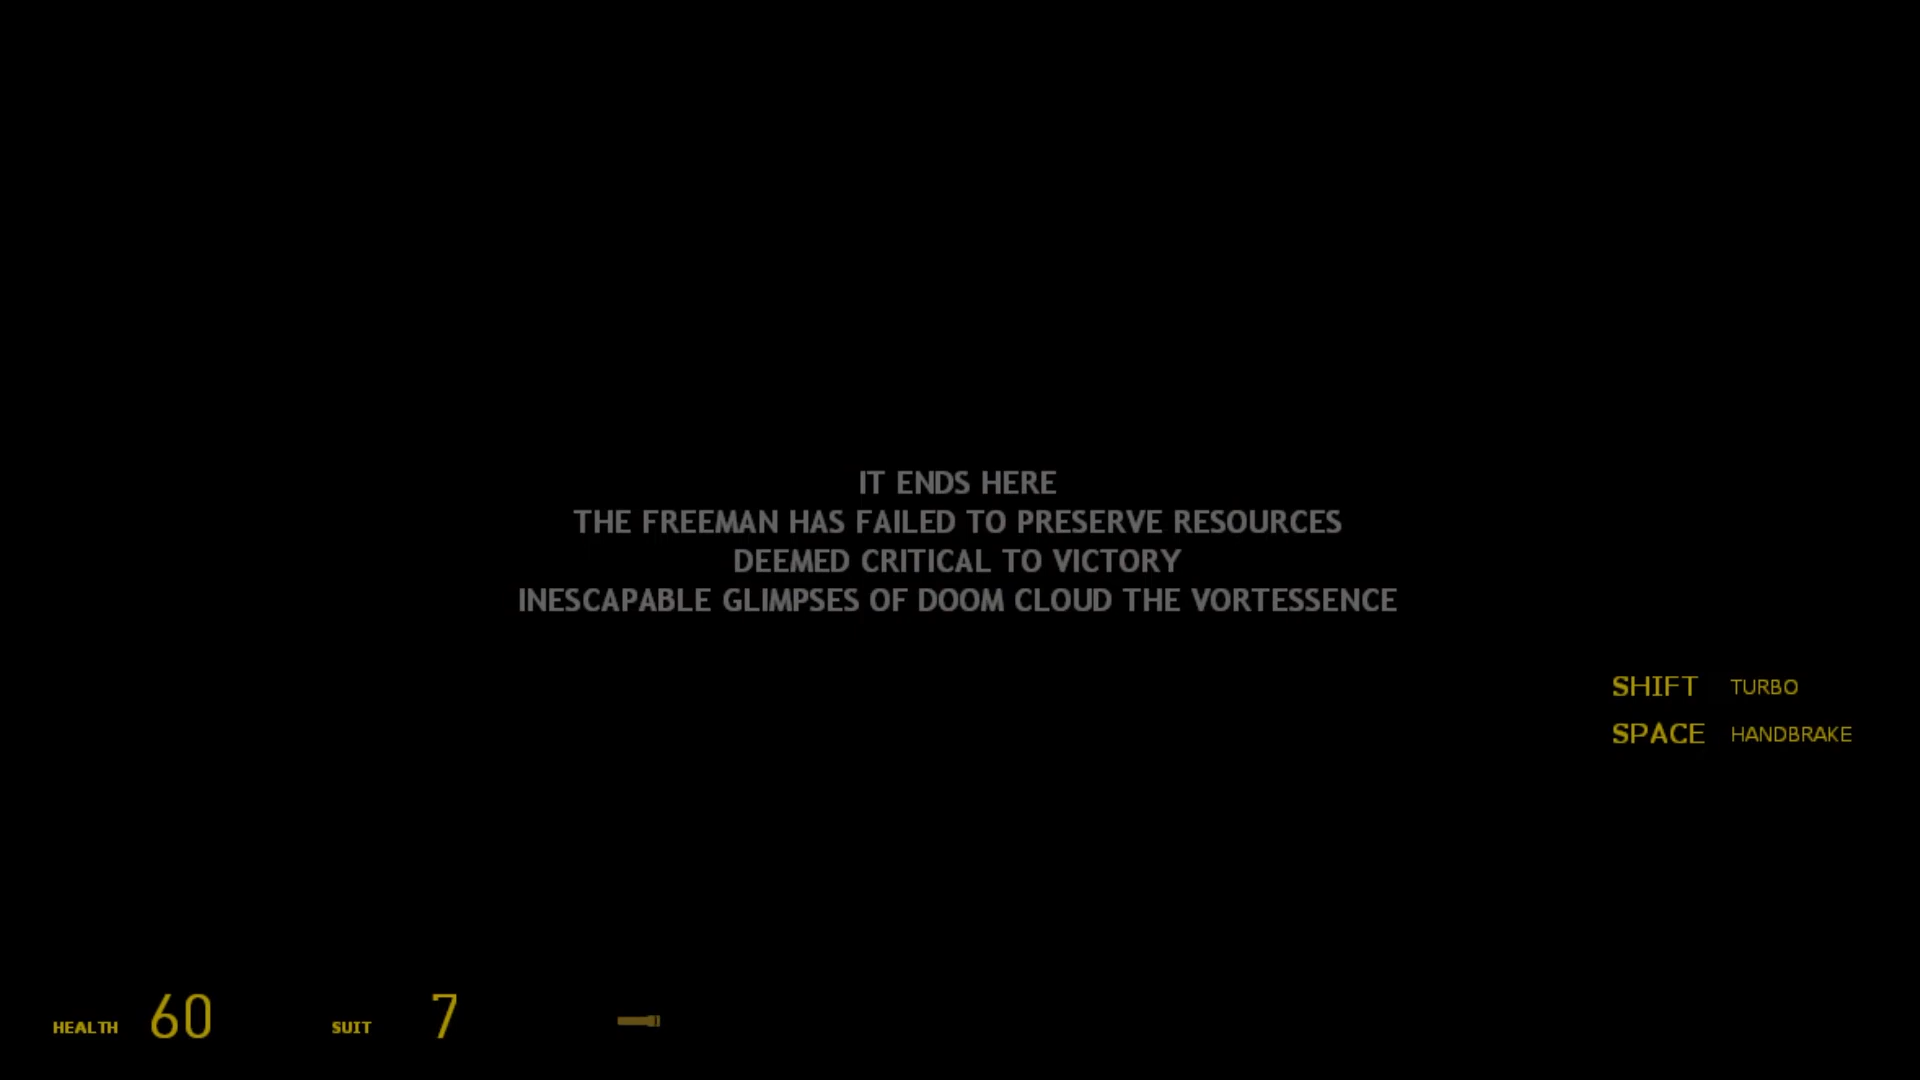 IT ENDS HERE
THE FREEMAN HAS FAILED TO PRESERVE RESOURCES
DEEMED CRITICAL TO VICTORY
INESCAPABLE GLIMPSES OF DOOM CLOUD THE VORTESSENCE
SHIFT TURBO
SPACE HANDBRAKE
HEALTH 60 SUIT 7